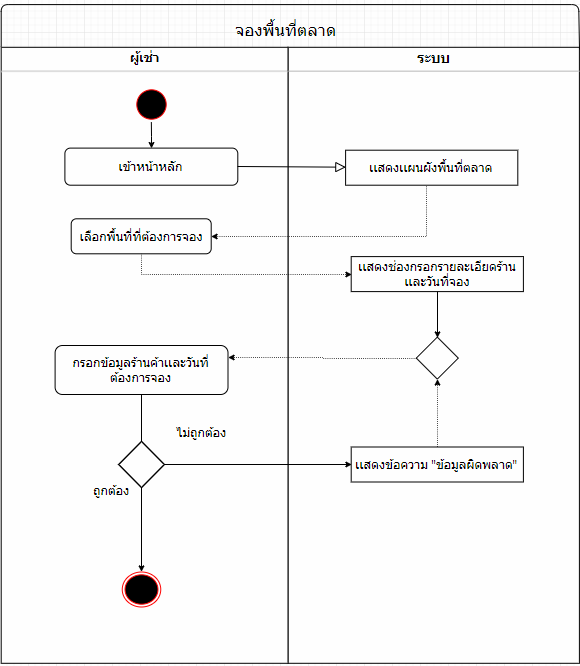 จองพื้นที่ตลาด
ผู้เช่า
ระบบ
เข้าหน้าหลัก
แสดงแผนผังพื้นที่ตลาด
เลือกพื้นที่ที่ต้องการจอง
แสดงช่องกรอกรายละเอียดร้าน
และวันที่จอง
กรอกข้อมูลร้านค้าและวันที่
ต้องการจอง
ไม่ถูกต้อง
แสดงข้อความ "ข้อมูลผิดพลาด"
ถูกต้อง